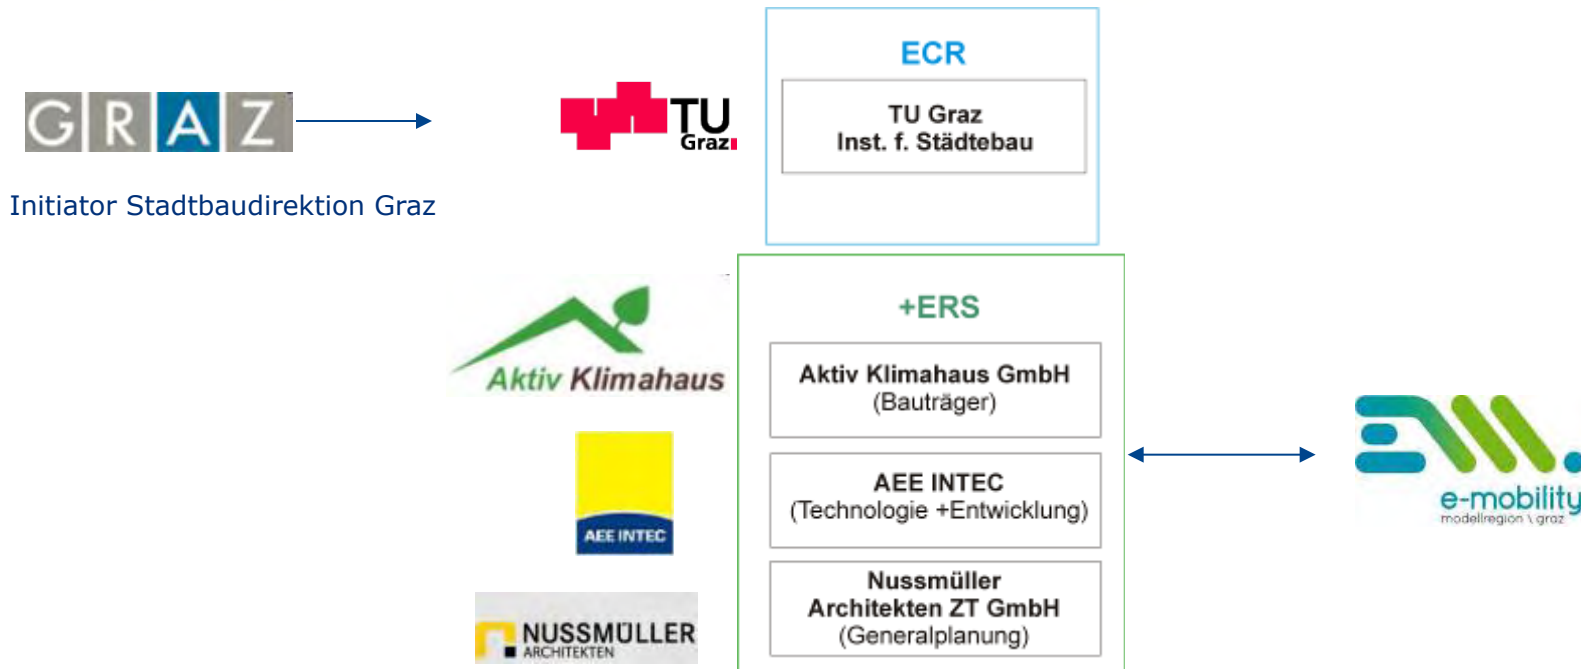 GRAZ
Initiator Stadtbaudirektion Graz
TU
Graz
ECR
TU Graz
Inst. f. Städtebau
Aktiv Klimahaus
AEE INTEC
NUSSMÜLLER
ARCHITEKTEN
+ERS
Aktiv Klimahaus GmbH
(Bauträger)
AEE INTEC
(Technologie +Entwicklung)
Nussmüller
Architekten ZT GmbH
(Generalplanung)
e-mobility
modellregion \ graz